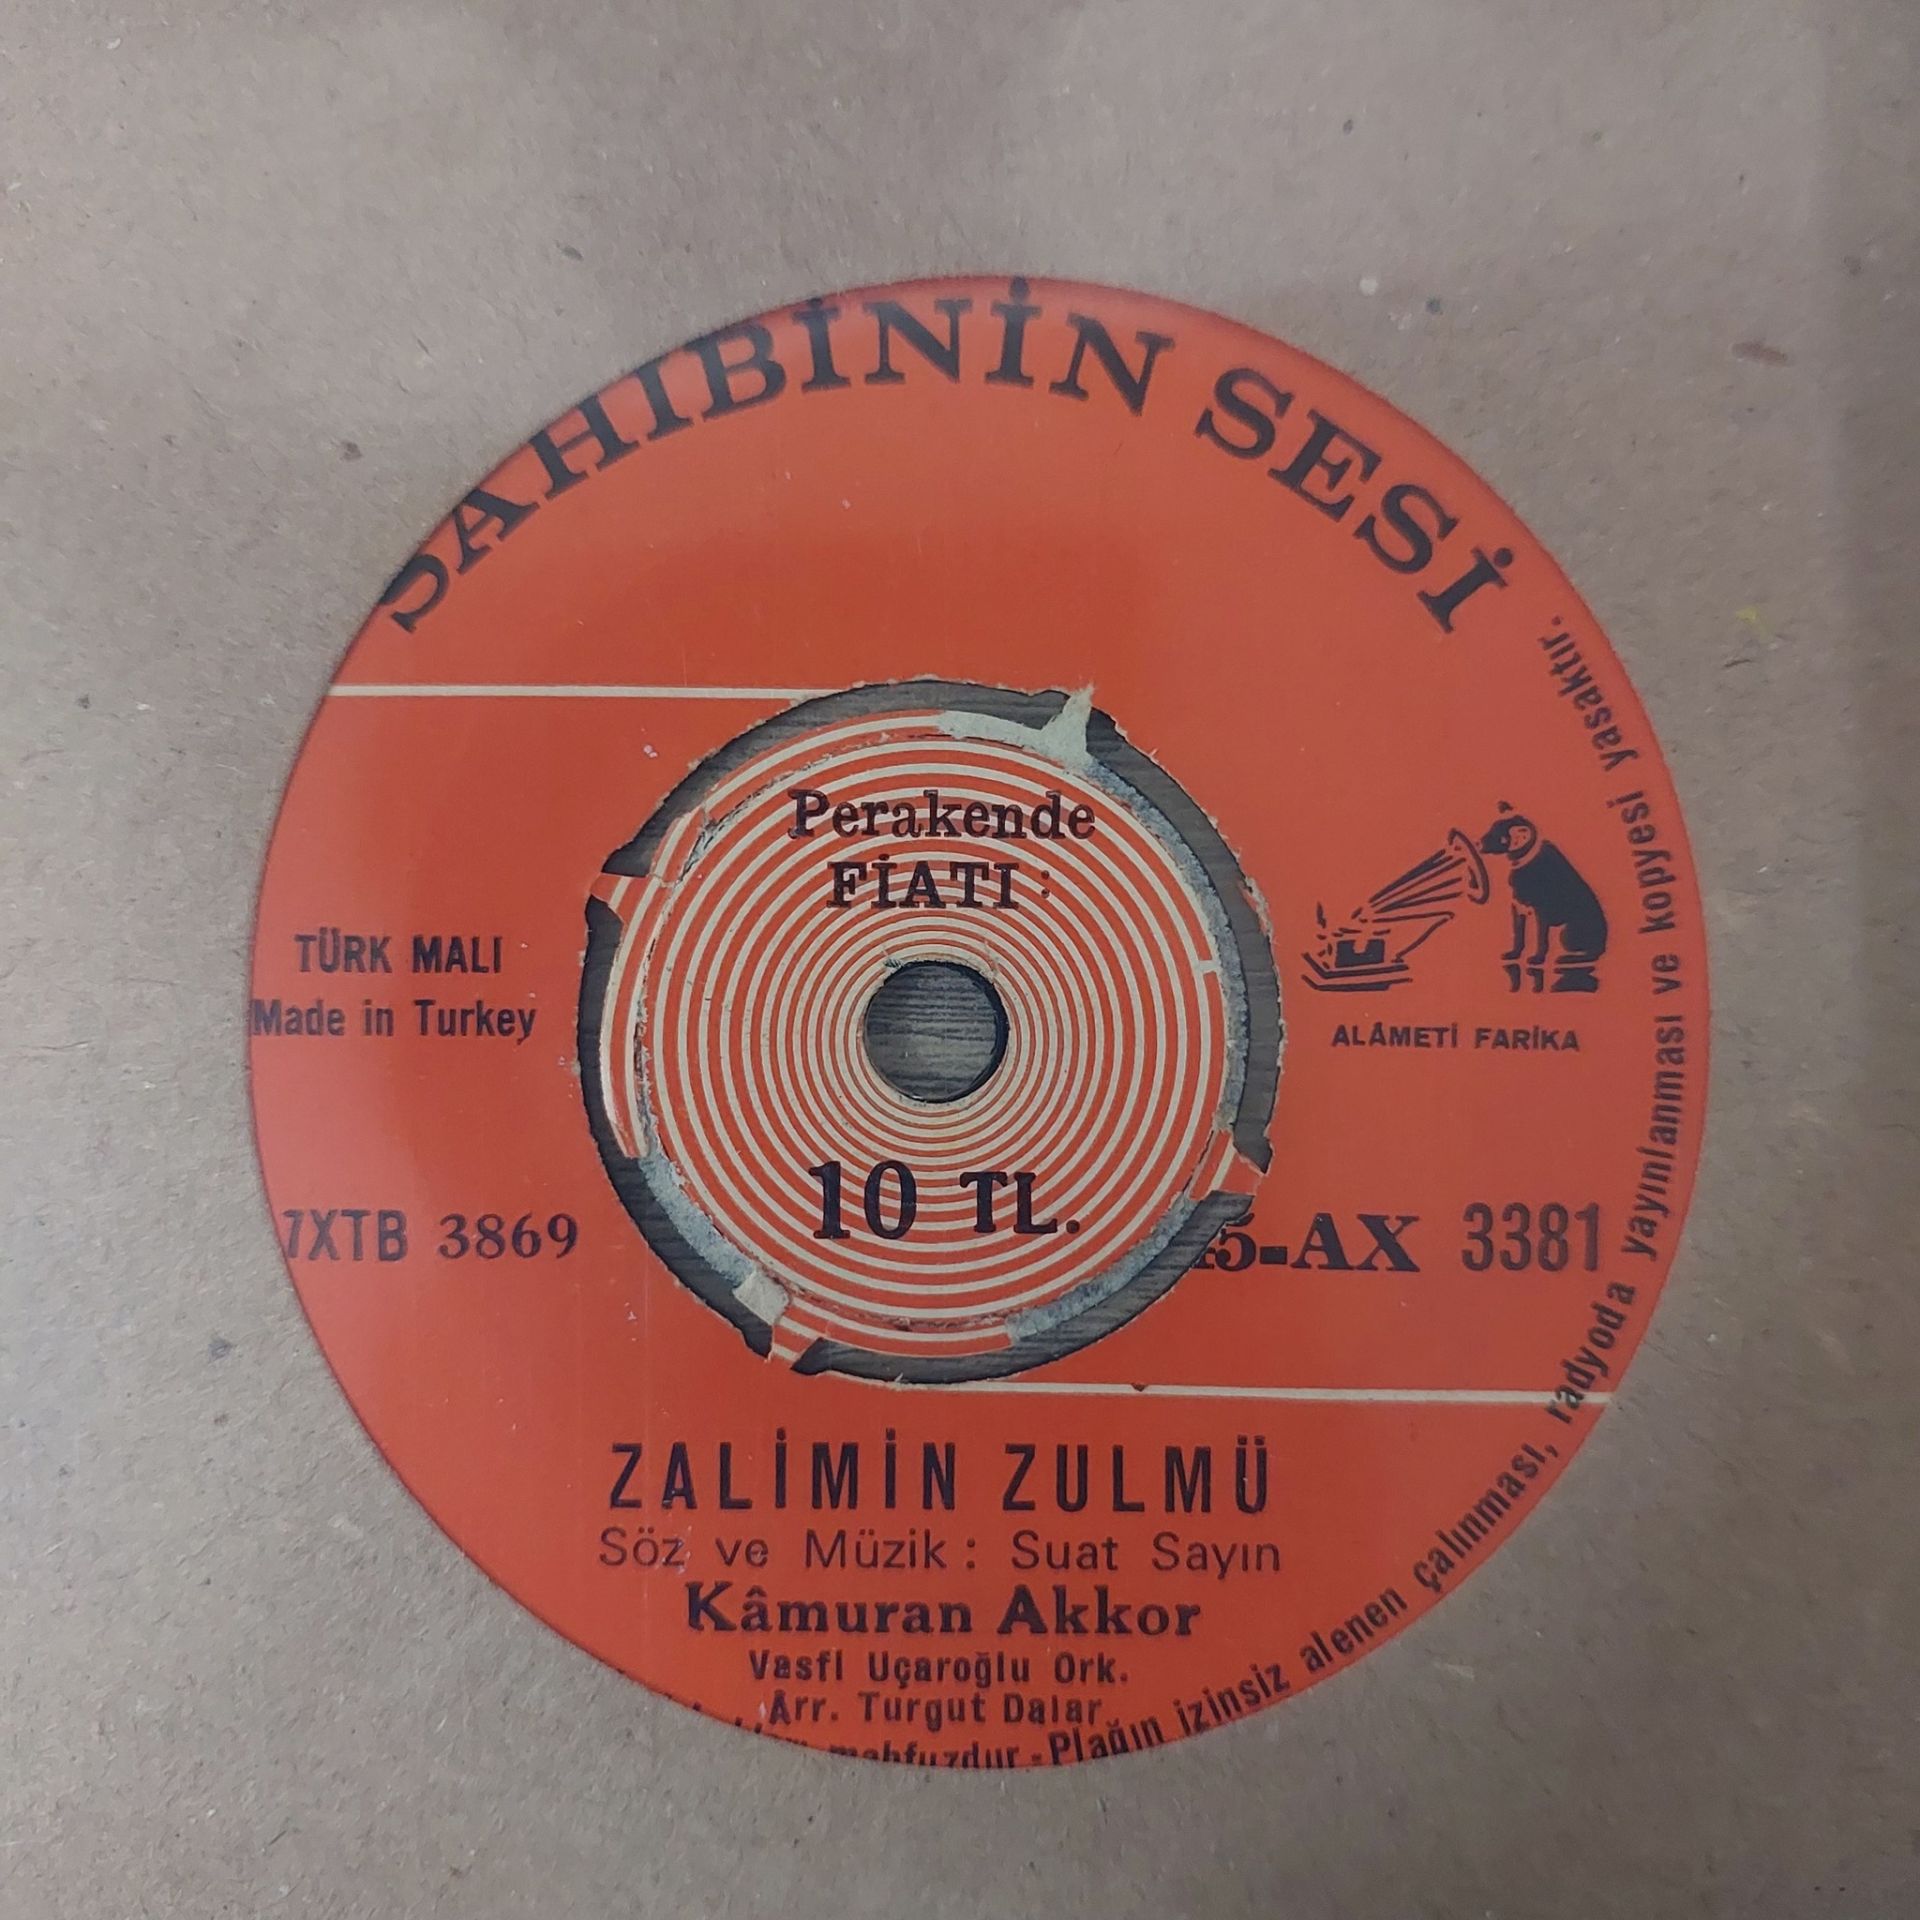 SAHİBİNİN SESİ
Perakende
FİATI :
10 TL.
TÜRK MALI
Made in Turkey
ALÂMETİ FARİKA
7XTB 3869
45-AX 3381
ZALİMİN ZULMÜ
Söz ve Müzik : Suat Sayın
Kâmuran Akkor
Vasfi Uçaroğlu Ork.
Arr. Turgut Dalar
mahfuzdur - Plağın izinsiz alenen çalınması, radyoda yayınlanması ve kopyesi yasaktır.